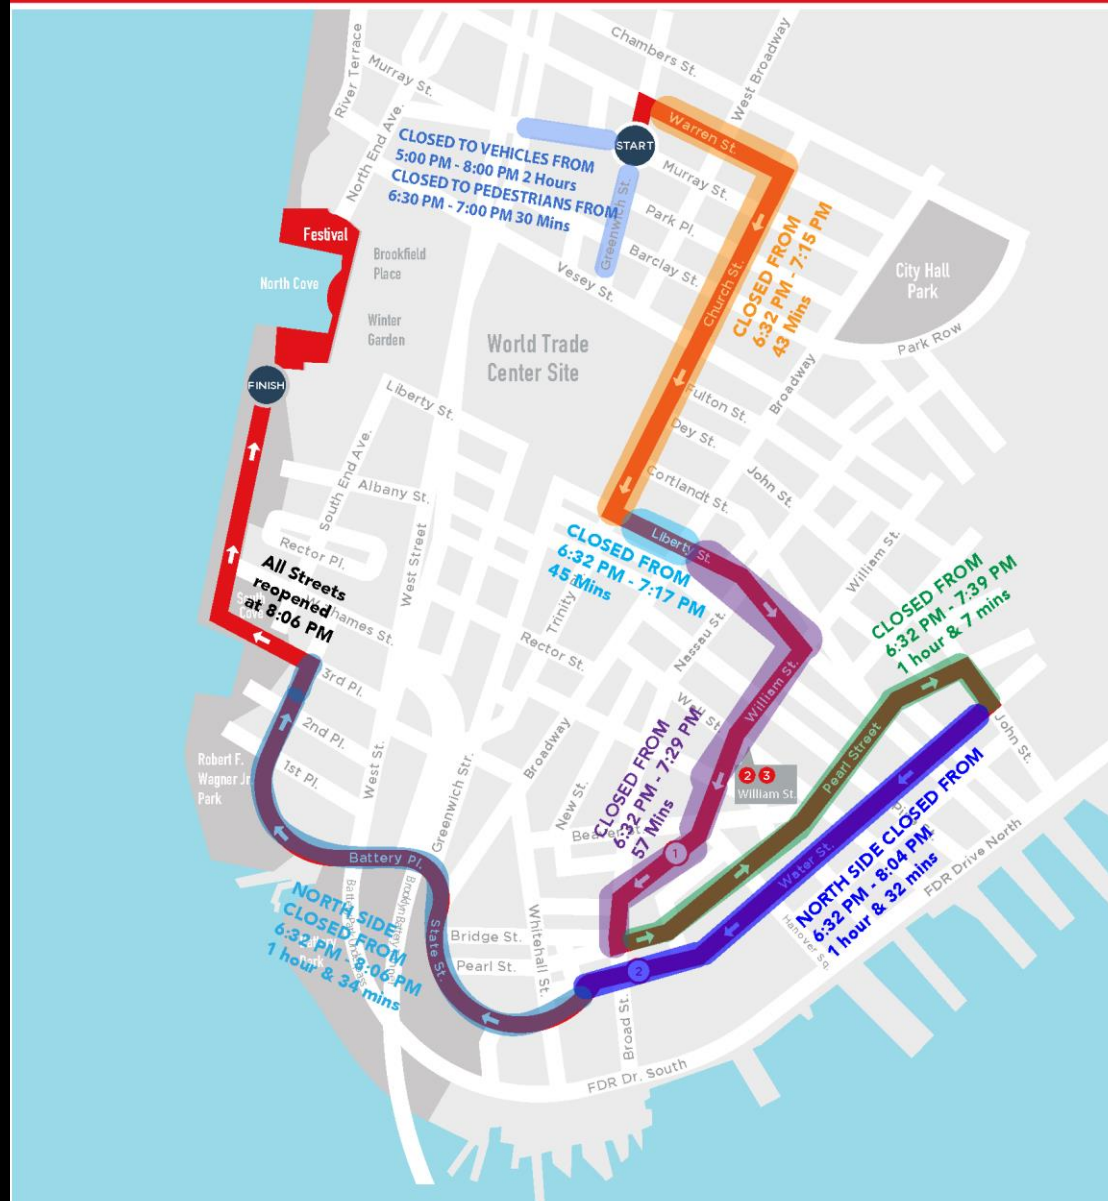 Chambers St.
West Broadway
River Terrace
Murray St.
North End Ave.
Warren St.
CLOSED TO VEHICLES FROM
5:00 PM - 8:00 PM 2 Hours
CLOSED TO PEDESTRIANS FROM
6:30 PM - 7:00 PM 30 Mins
START
Murray St.
Greenwich St.
Park Pl.
Barclay St.
Vesey St.
CLOSED FROM
6:32 PM - 7:15 PM
43 Mins
Church St.
City Hall
Park
Park Row
Festival
North Cove
Brookfield
Place
Winter
Garden
World Trade
Center Site
Broadway
FINISH
Liberty St.
Fulton St.
Dey St.
Cortlandt St.
John St.
South End Ave.
Albany St.
Rector Pl.
West Street
Liberty St.
CLOSED FROM
6:32 PM - 7:17 PM
45 Mins
William St.
CLOSED FROM
6:32 PM - 7:39 PM
1 hour & 7 mins
All Streets
reopened
at 8:06 PM
Thames St.
Trinity
Rector St.
Nassau St.
William St.
Wall St.
3rd Pl.
2nd Pl.
1st Pl.
Robert F.
Wagner Jr.
Park
West St.
Greenwich Str.
Broadway
New St.
Beaver St.
CLOSED FROM
6:32 PM - 7:29 PM
57 Mins
2 3
William St.
Pearl Street
John St.
1
Water St.
NORTH SIDE CLOSED FROM
6:32 PM - 8:04 PM
1 hour & 32 mins
FDR Drive North
Hanover Sq.
Battery Pl.
NORTH SIDE
CLOSED FROM
6:32 PM - 8:06 PM
1 hour & 34 mins
State St.
Bridge St.
Pearl St.
Whitehall St.
Broad St.
2
FDR Dr. South